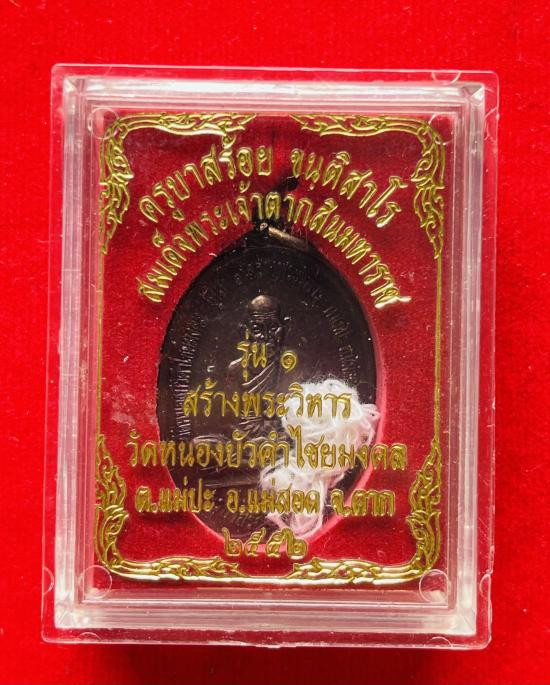 ครูบาสร้อย ขนฺติสาโร
สมเด็จพระเจ้าตากสินมหาราช
รุ่น ๑
สร้างพระวิหาร
วัดหนองบัวคำไชยมงคล
ต.แม่ปะ อ.แม่สอด จ.ตาก
๒๕๕๒